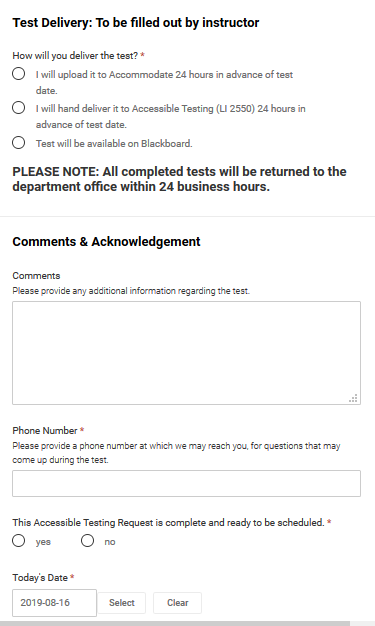 Test Delivery: To be filled out by instructor
How will you deliver the test? *
I will upload it to Accommodate 24 hours in advance of test
date.
I will hand deliver it to Accessible Testing (LI 2550) 24 hours in
advance of test date.
Test will be available on Blackboard.
PLEASE NOTE: All completed tests will be returned to the
department office within 24 business hours.
Comments & Acknowledgement
Comments
Please provide any additional information regarding the test.
Phone Number *
Please provide a phone number at which we may reach you, for questions that may
come up during the test.
This Accessible Testing Request is complete and ready to be scheduled. *
yes no
Today's Date *
2019-08-16 Select Clear